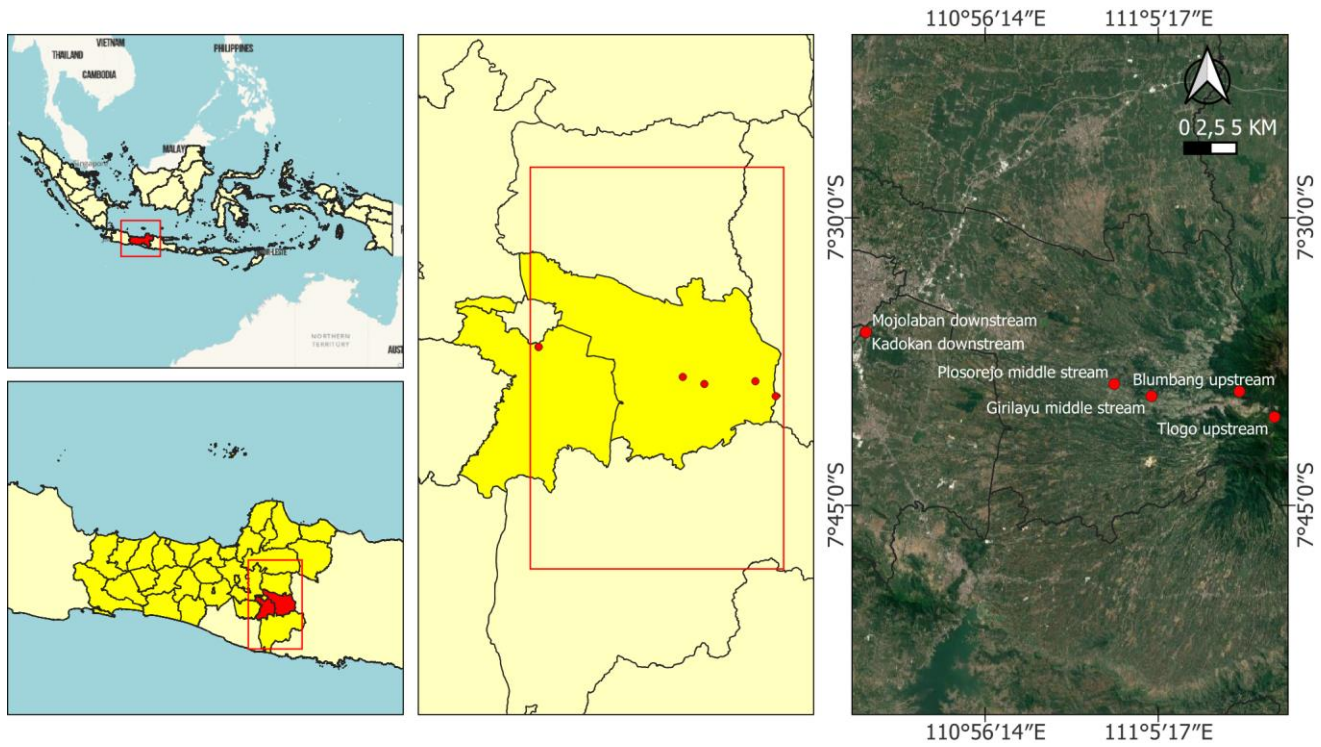 VIETNAM
THAILAND
CAMBODIA
PHILIPPINES
MALAY
Singapore
NORTHERN
TERRITORY
AUST
110°56′14″E
111°5′17″E
0 2,5 5 KM
7°30′0″S
7°30′0″S
Mojolaban downstream
Kadokan downstream
Plosorejo middle stream
Blumbang upstream
Girilayu middle stream
Tlogo upstream
7°45′0″S
7°45′0″S
110°56′14″E
111°5′17″E